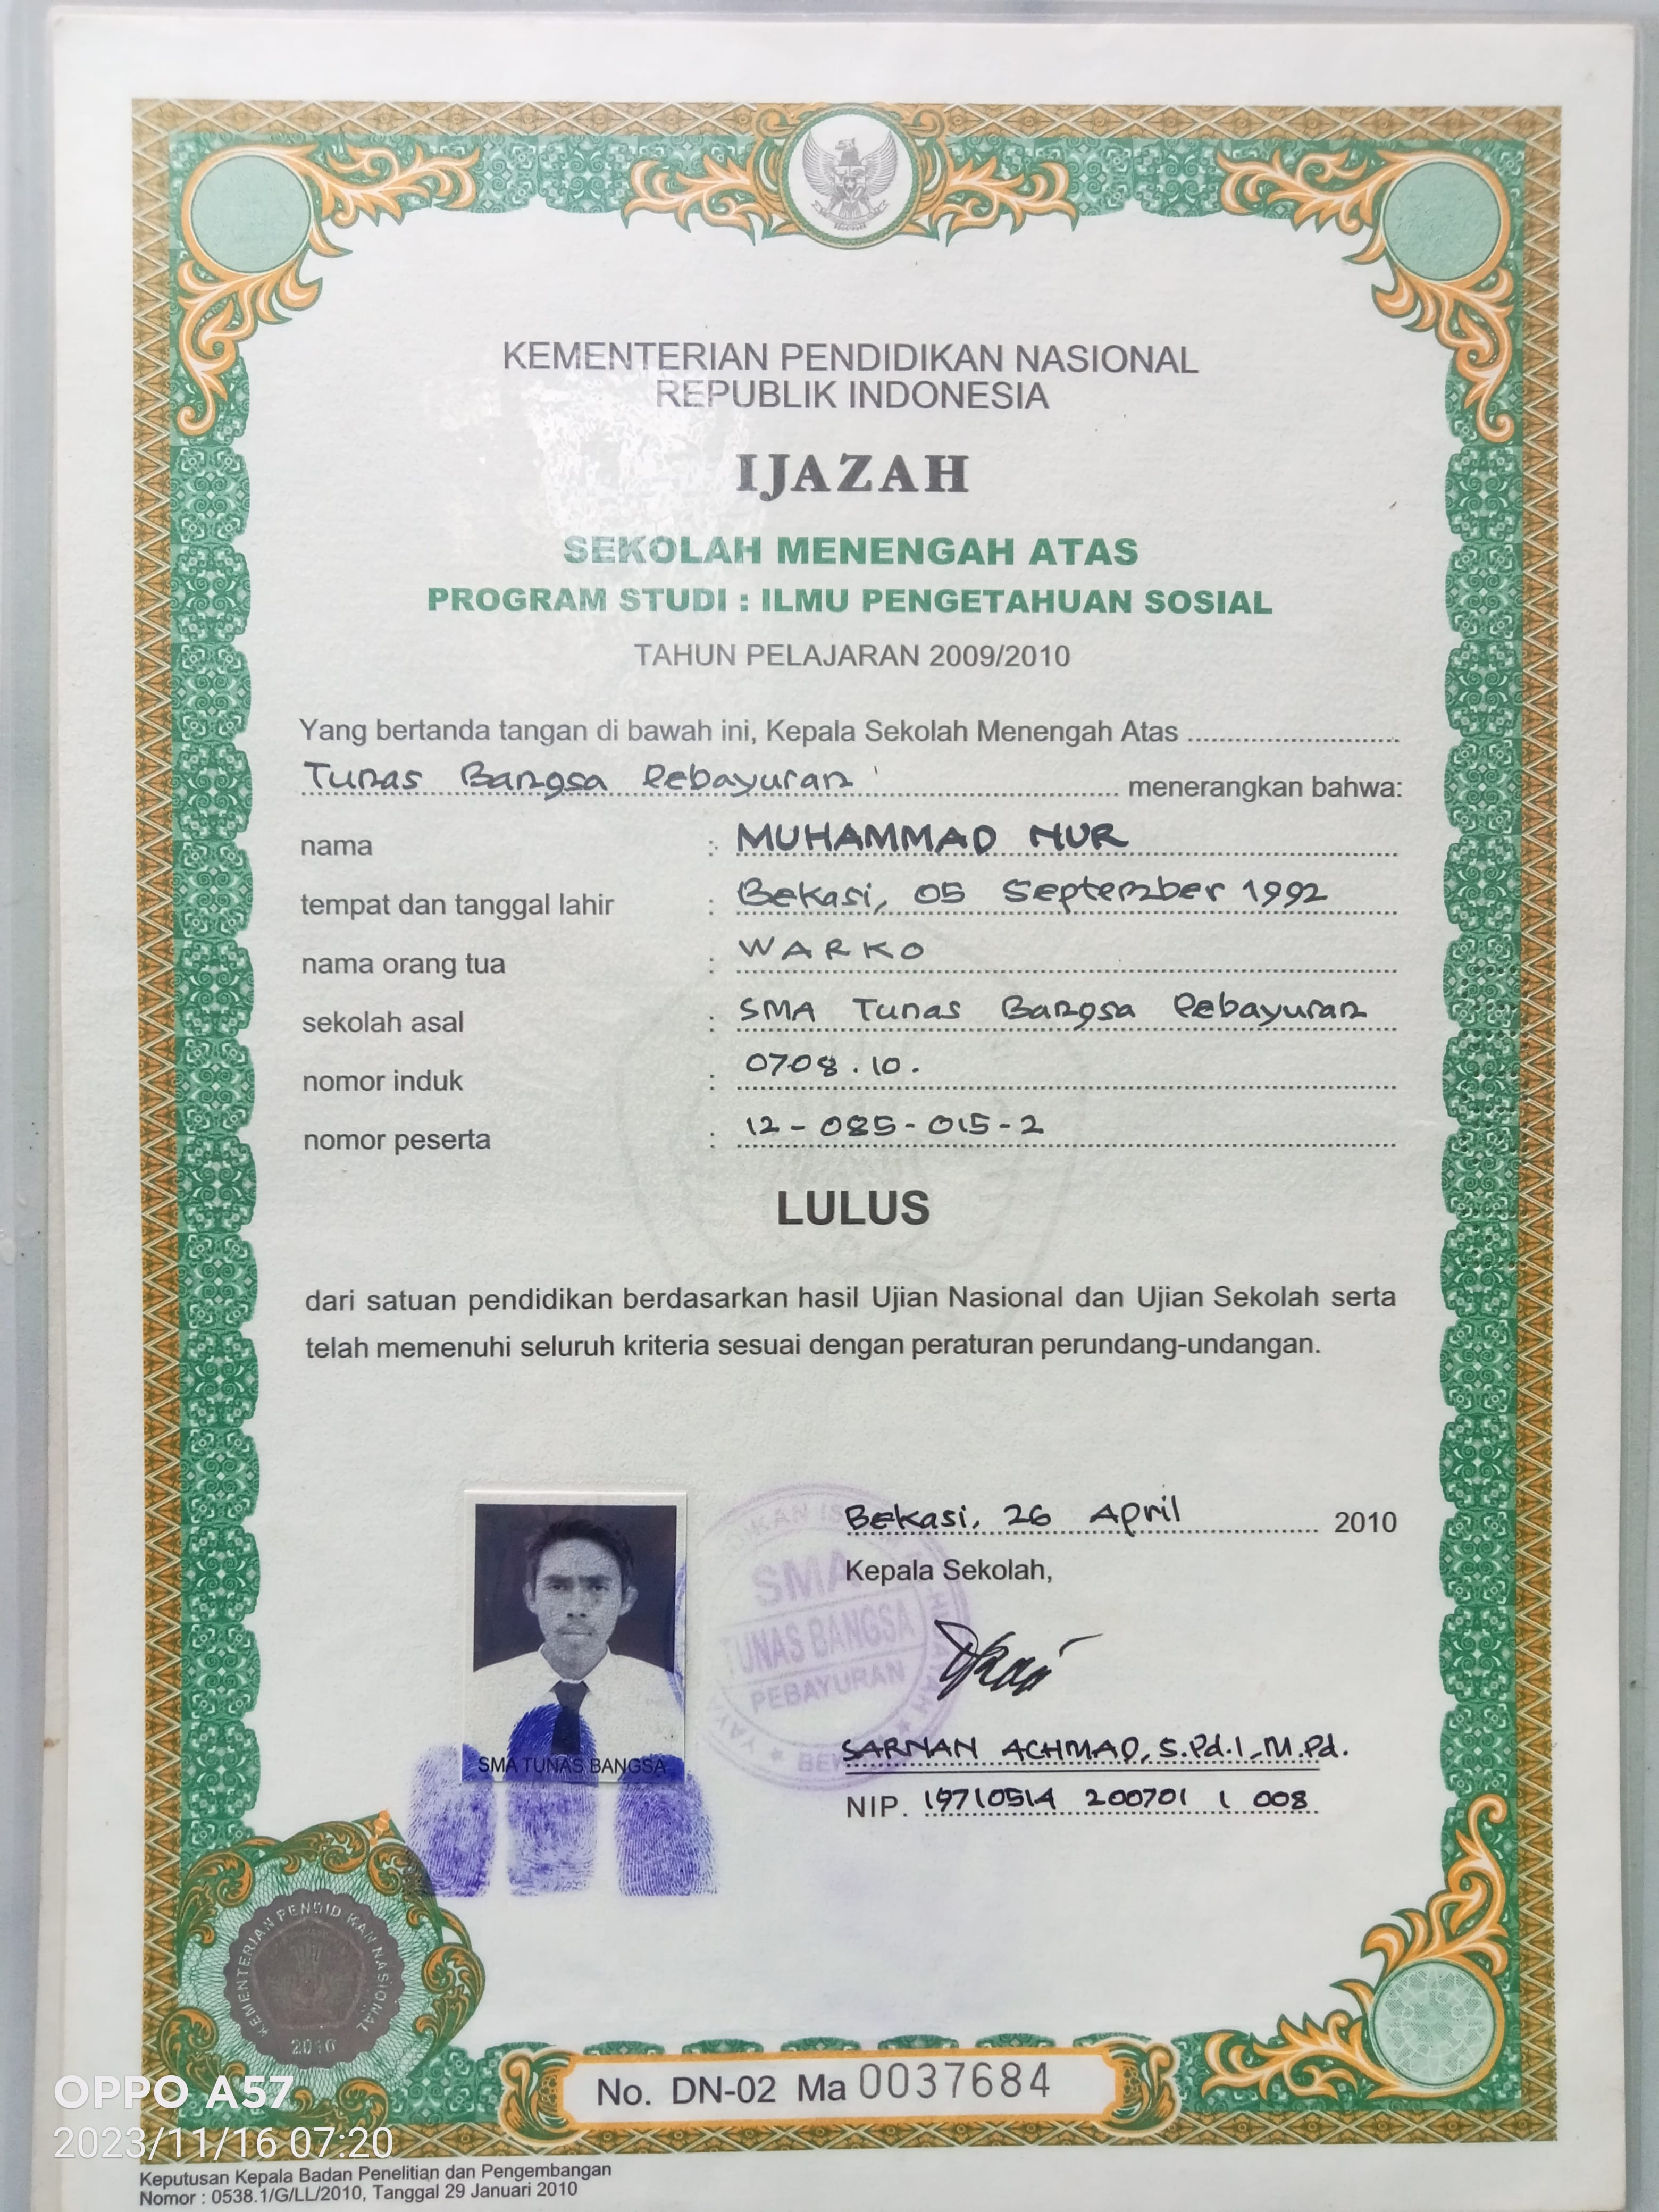 KEMENTERIAN PENDIDIKAN NASIONAL
REPUBLIK INDONESIA
IJAZAH
SEKOLAH MENENGAH ATAS
PROGRAM STUDI : ILMU PENGETAHUAN SOSIAL
TAHUN PELAJARAN 2009/2010
Yang bertanda tangan di bawah ini, Kepala Sekolah Menengah Atas
Tunas Bangsa Pebayuran menerangkan bahwa:
nama : MUHAMMAD NUR
tempat dan tanggal lahir : Bekasi, 05 September 1992
nama orang tua : WARKO
sekolah asal : SMA Tunas Bangsa Pebayuran
nomor induk : 0708.10.
nomor peserta : 12-085-015-2
LULUS
dari satuan pendidikan berdasarkan hasil Ujian Nasional dan Ujian Sekolah serta
telah memenuhi seluruh kriteria sesuai dengan peraturan perundang-undangan.
Bekasi, 26 April 2010
Kepala Sekolah,
SMA
TUNAS BANGSA
PEBAYURAN
SMA TUNAS BANGSA
SARNAN ACHMAD, S.Pd.I., M.Pd.
NIP. 19710514 200701 1 008
KEMENTERIAN PENDIDIKAN NASIONAL
2010
No. DN-02 Ma 0037684
OPPO A57
2023/11/16 07:20
Keputusan Kepala Badan Penelitian dan Pengembangan
Nomor : 0538.1/G/LL/2010, Tanggal 29 Januari 2010